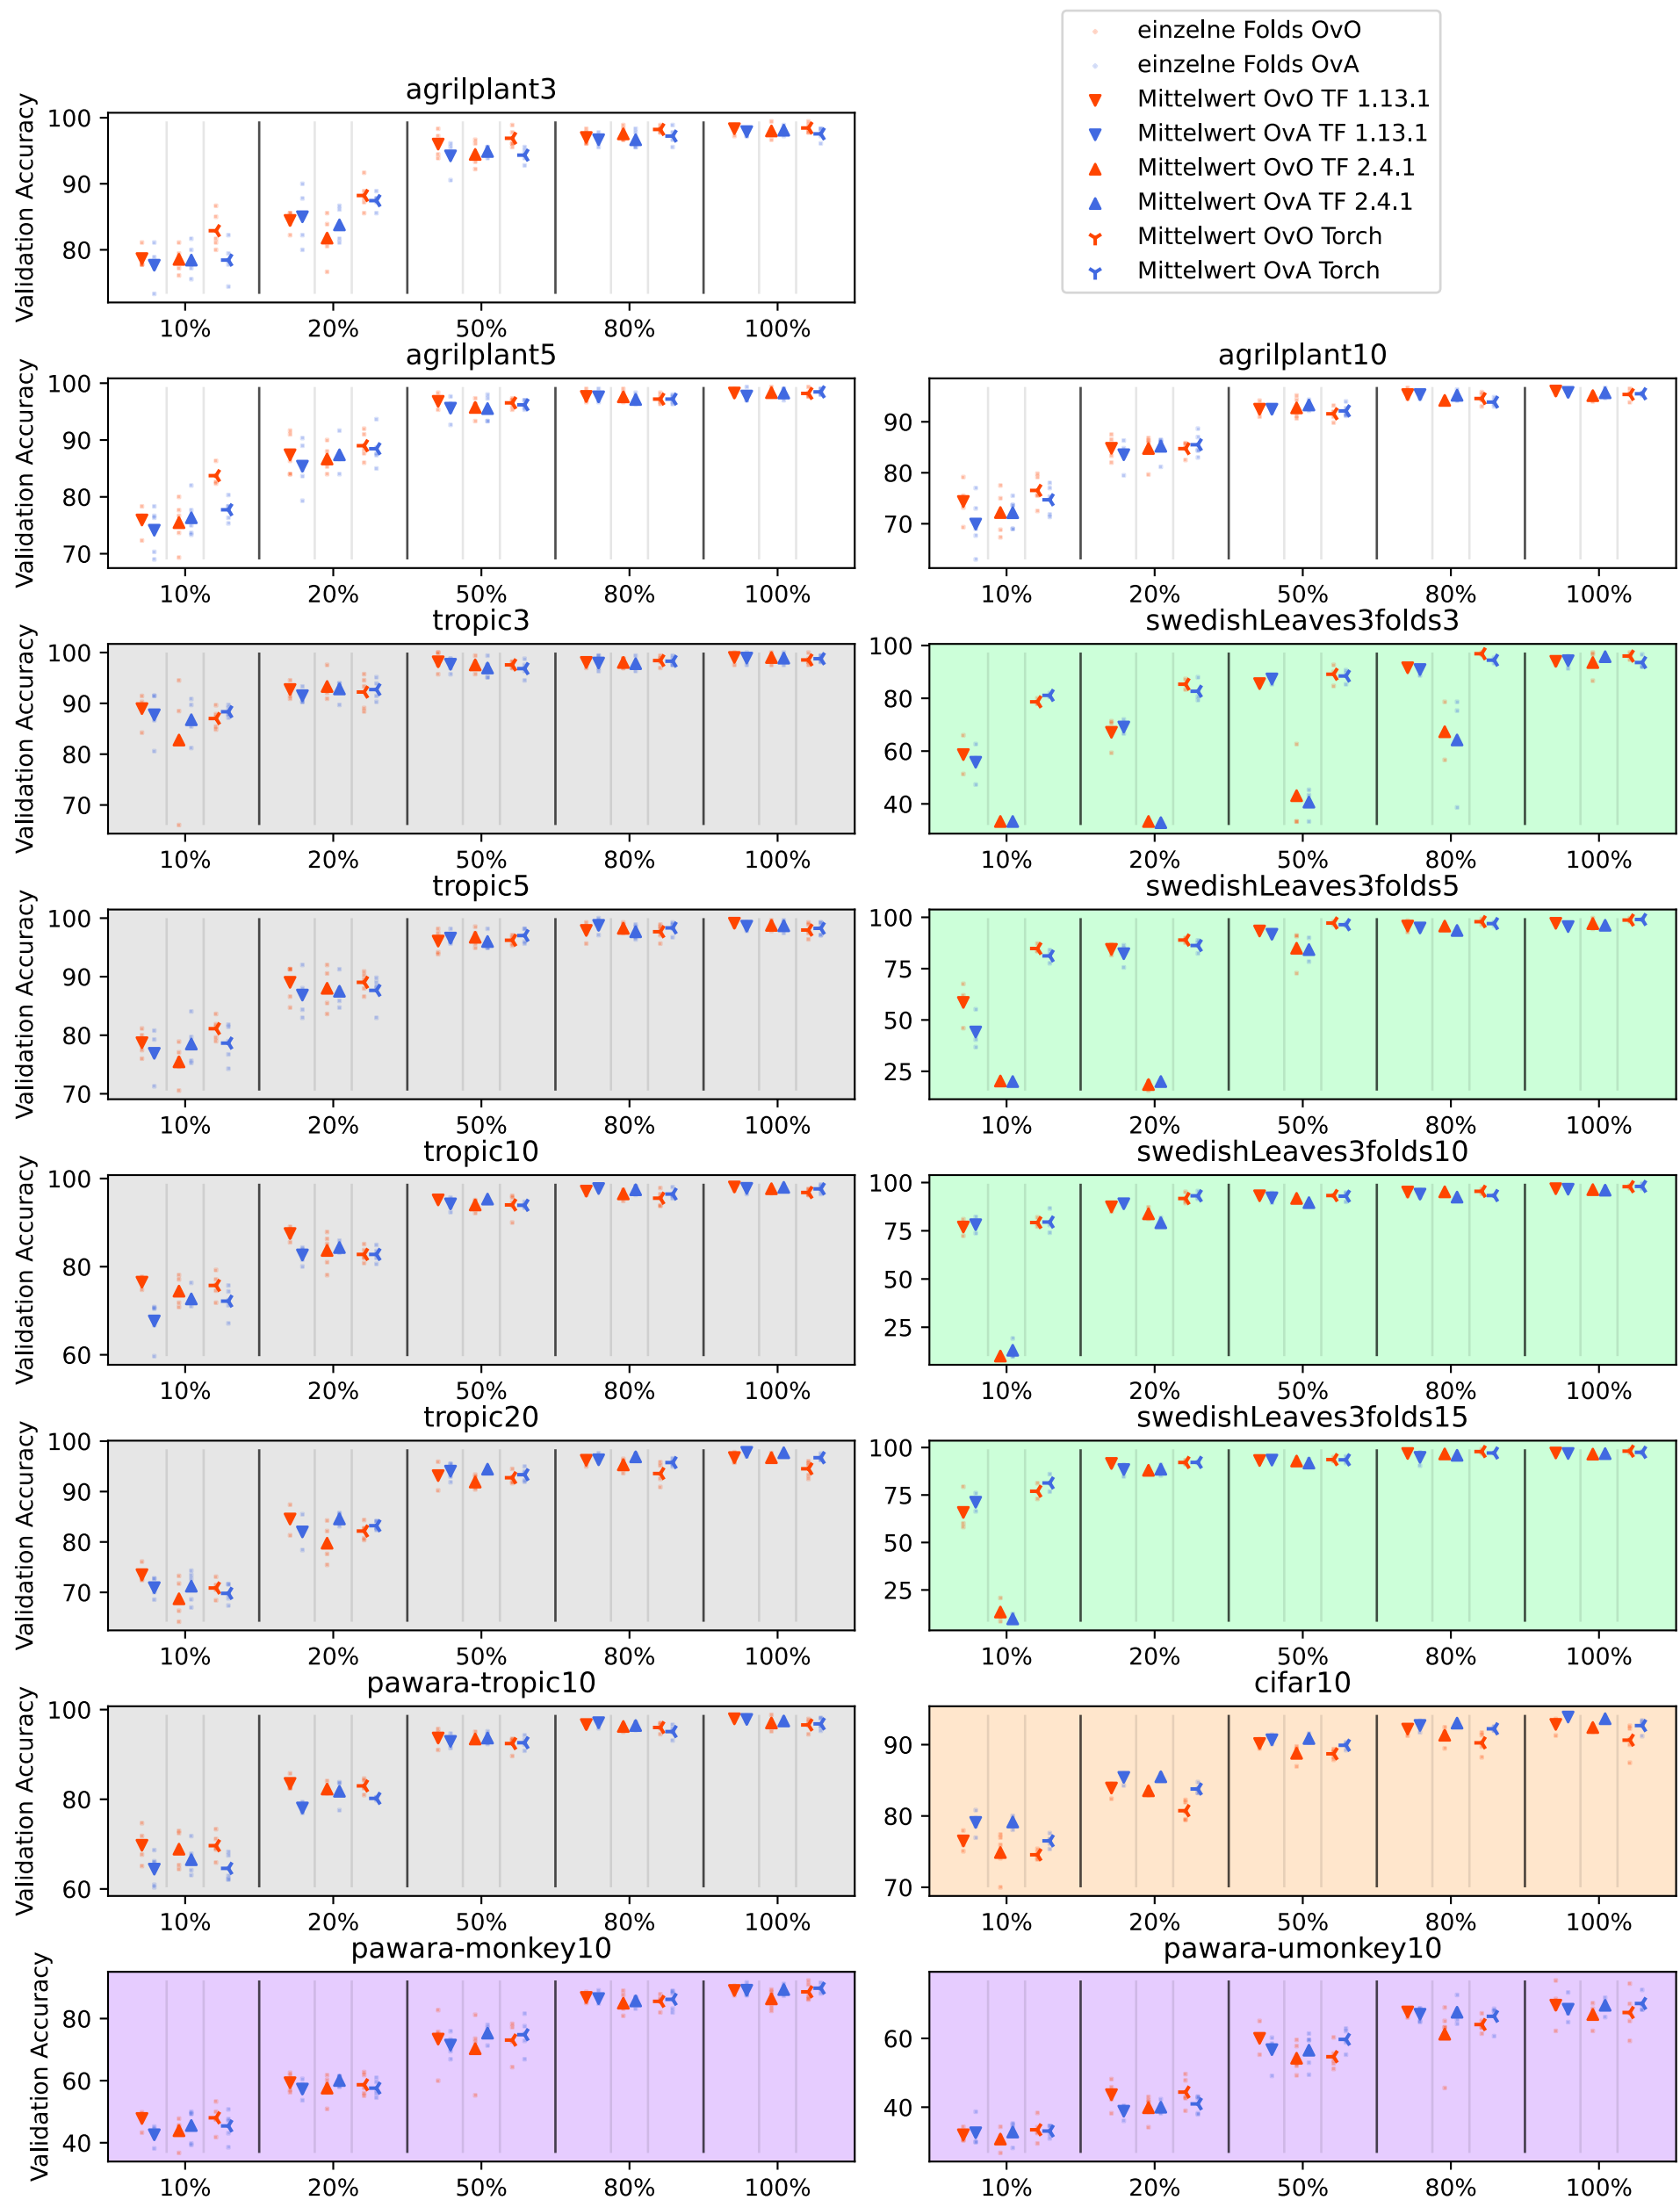 einzelne Folds OvO
einzelne Folds OvA
Mittelwert OvO TF 1.13.1
Mittelwert OvA TF 1.13.1
Mittelwert OvO TF 2.4.1
Mittelwert OvA TF 2.4.1
Mittelwert OvO Torch
Mittelwert OvA Torch
agrilplant3
Validation Accuracy
100
90
80
10% 20% 50% 80% 100%
agrilplant5
Validation Accuracy
100
90
80
70
10% 20% 50% 80% 100%
agrilplant10
90
80
70
10% 20% 50% 80% 100%
tropic3
Validation Accuracy
100
90
80
70
10% 20% 50% 80% 100%
swedishLeaves3folds3
100
80
60
40
10% 20% 50% 80% 100%
tropic5
Validation Accuracy
100
90
80
70
10% 20% 50% 80% 100%
swedishLeaves3folds5
100
75
50
25
10% 20% 50% 80% 100%
tropic10
Validation Accuracy
100
80
60
10% 20% 50% 80% 100%
swedishLeaves3folds10
100
75
50
25
10% 20% 50% 80% 100%
tropic20
Validation Accuracy
100
90
80
70
10% 20% 50% 80% 100%
swedishLeaves3folds15
100
75
50
25
10% 20% 50% 80% 100%
pawara-tropic10
Validation Accuracy
100
80
60
10% 20% 50% 80% 100%
cifar10
90
80
70
10% 20% 50% 80% 100%
pawara-monkey10
Validation Accuracy
80
60
40
10% 20% 50% 80% 100%
pawara-umonkey10
60
40
10% 20% 50% 80% 100%